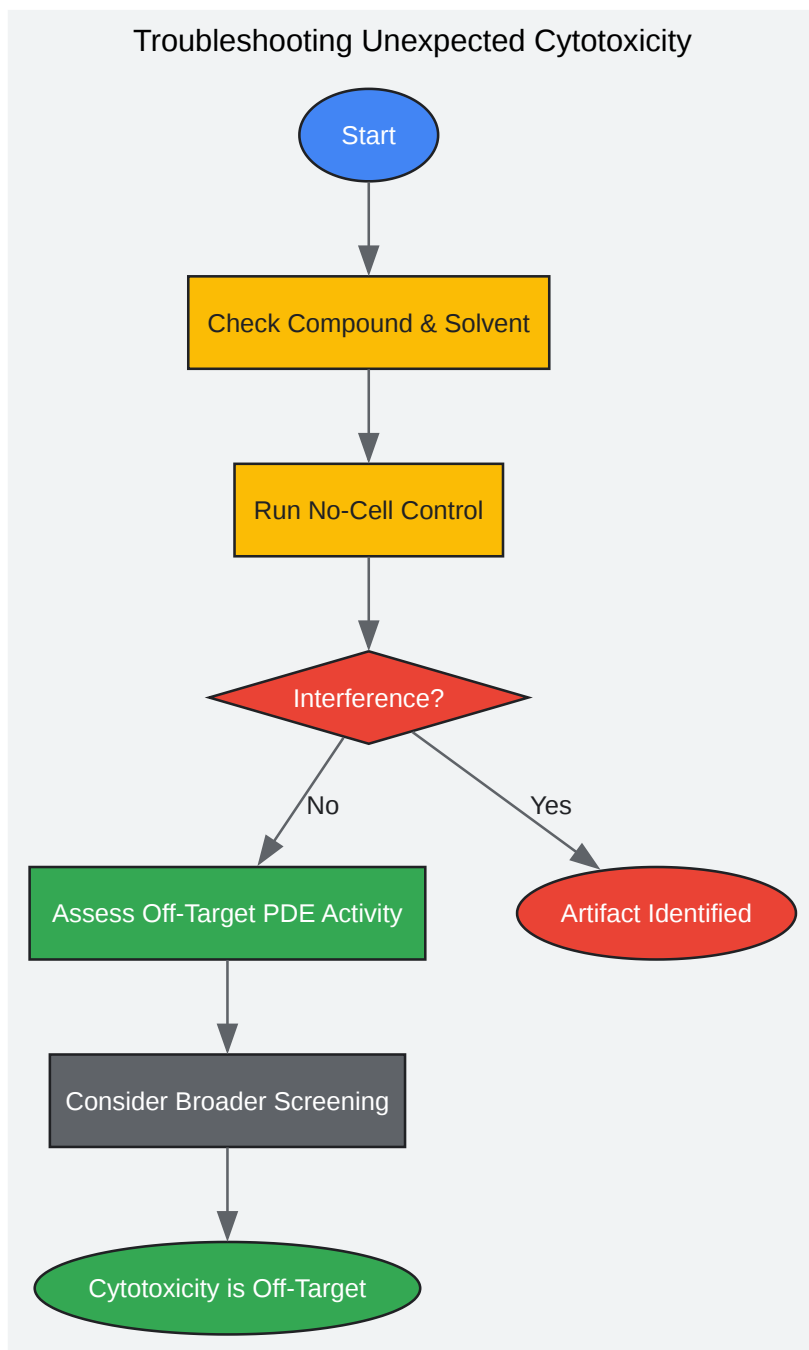 Troubleshooting Unexpected Cytotoxicity
Start
Check Compound & Solvent
Run No-Cell Control
Interference?
No
Yes
Assess Off-Target PDE Activity
Artifact Identified
Consider Broader Screening
Cytotoxicity is Off-Target